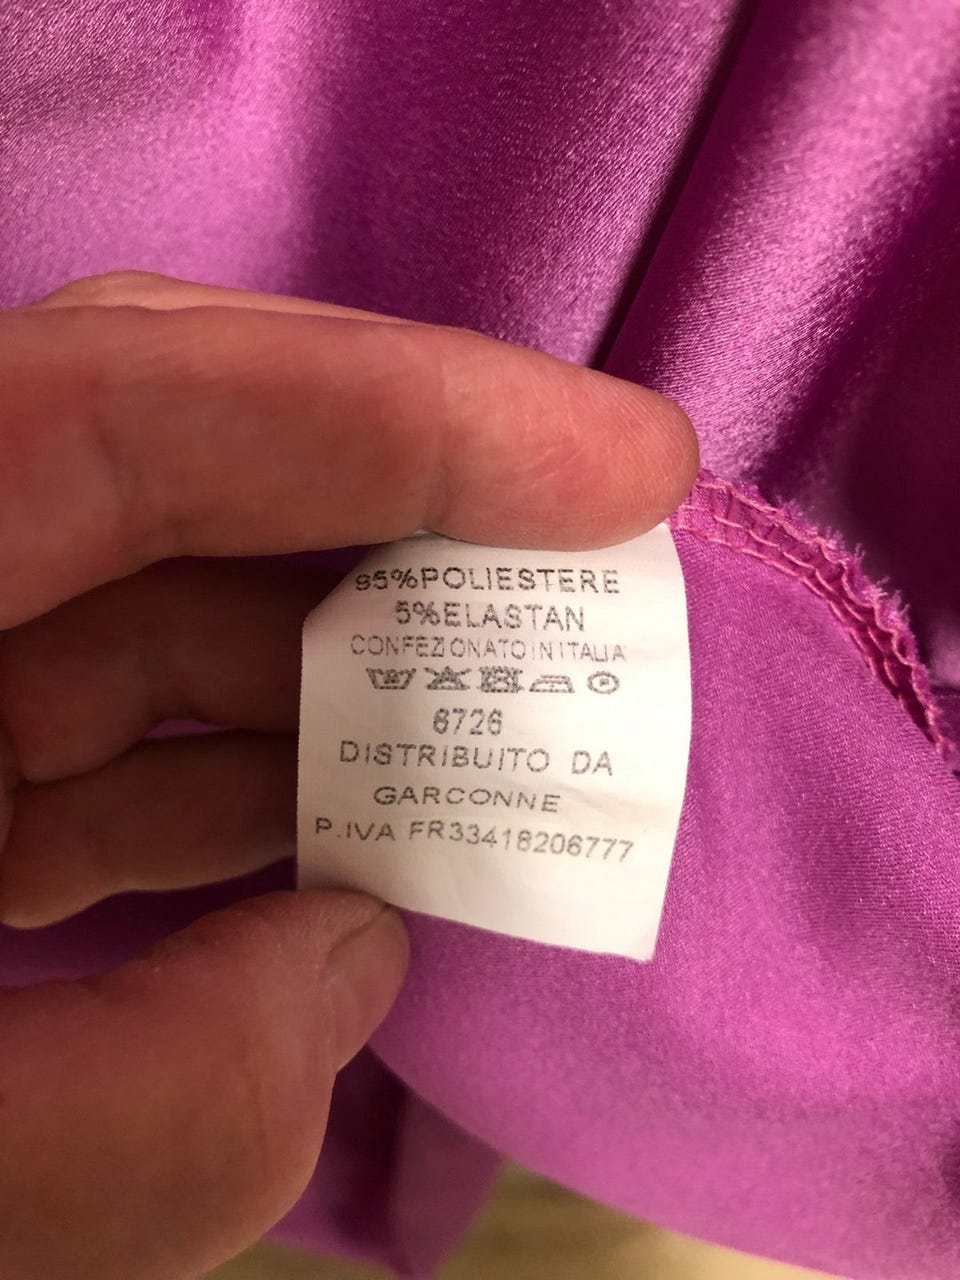 95%POLIESTERE
5%ELASTAN
CONFEZIONATO IN ITALIA
6726
DISTRIBUITO DA
GARCONNE
P.IVA FR33418206777